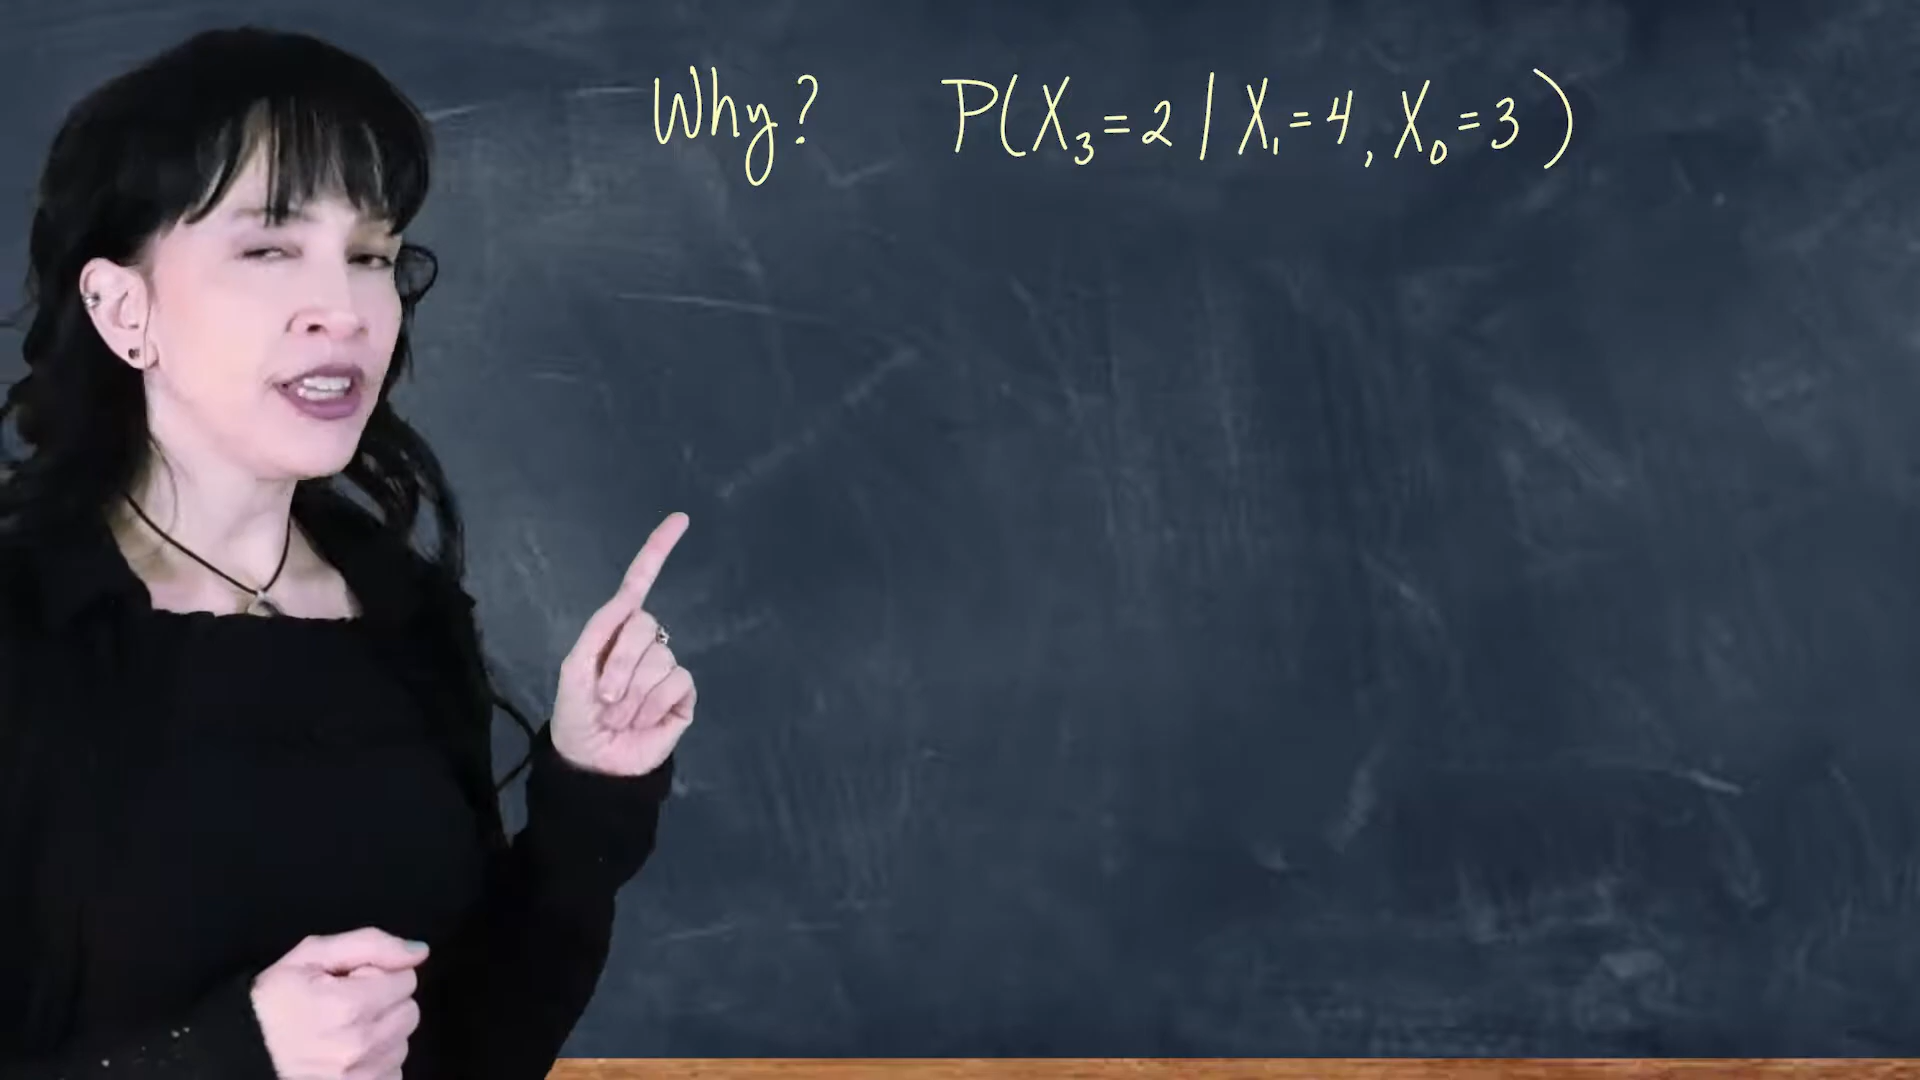 Why? P(X₃=2 | X₁=4, X₀=3)